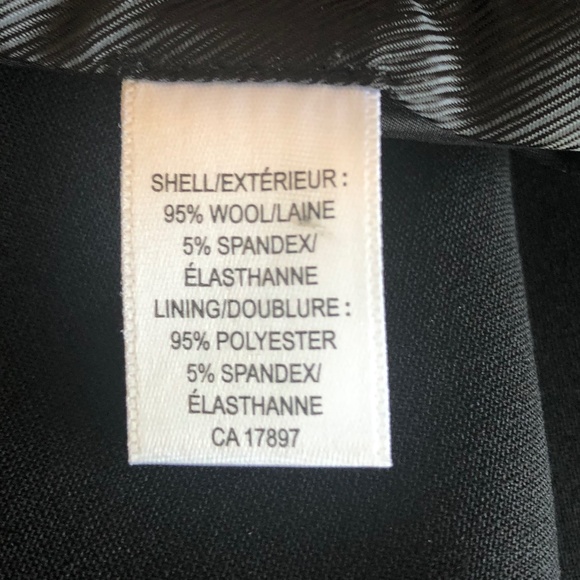 SHELL/EXTÉRIEUR :
95% WOOL/LAINE
5% SPANDEX/
ÉLASTHANNE
LINING/DOUBLURE :
95% POLYESTER
5% SPANDEX/
ÉLASTHANNE
CA 17897